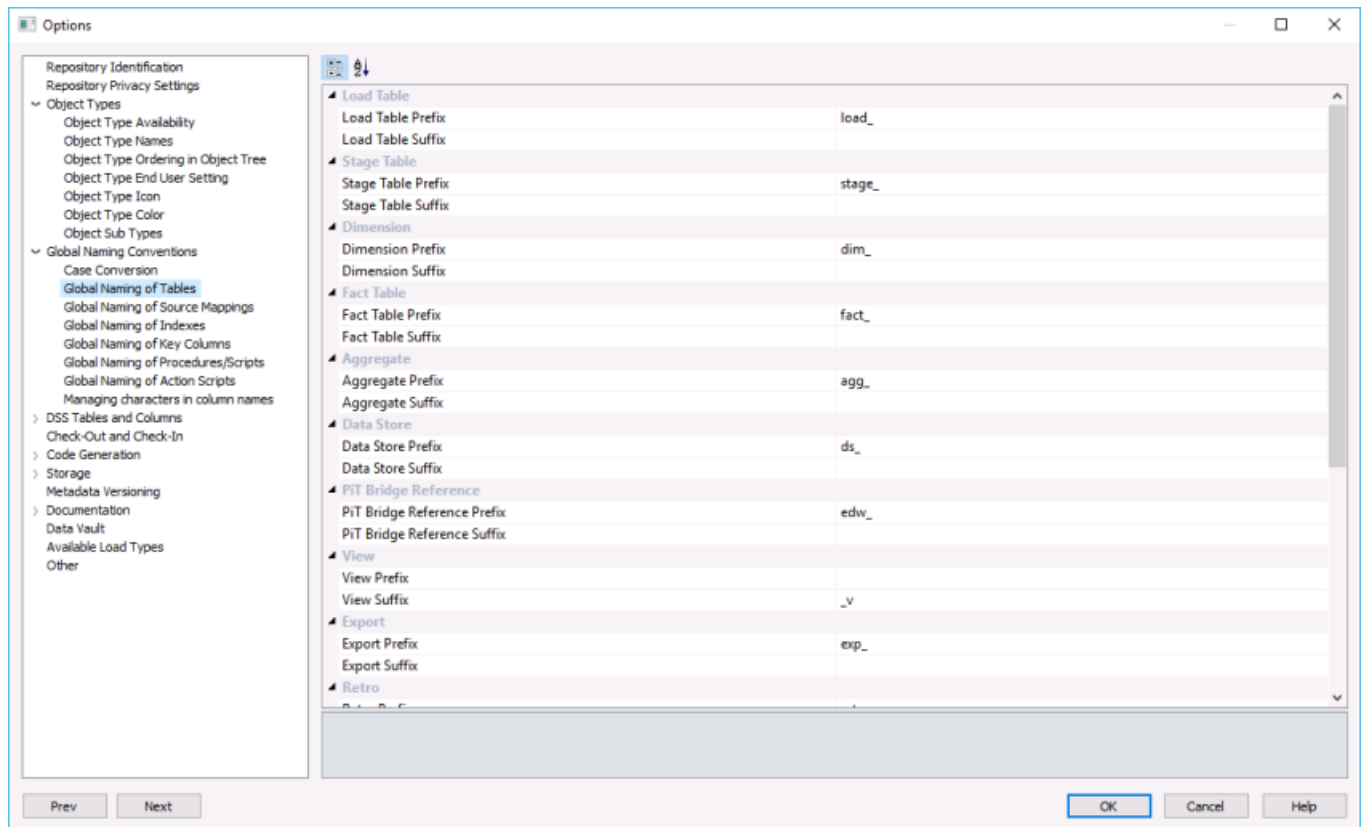 Options
Repository Identification
Repository Privacy Settings
Object Types
Object Type Availability
Object Type Names
Object Type Ordering in Object Tree
Object Type End User Setting
Object Type Icon
Object Type Color
Object Sub Types
Global Naming Conventions
Case Conversion
Global Naming of Tables
Global Naming of Source Mappings
Global Naming of Indexes
Global Naming of Key Columns
Global Naming of Procedures/Scripts
Global Naming of Action Scripts
Managing characters in column names
DSS Tables and Columns
Check-Out and Check-In
Code Generation
Storage
Metadata Versioning
Documentation
Data Vault
Available Load Types
Other
Load Table
Load Table Prefix load_
Load Table Suffix
Stage Table
Stage Table Prefix stage_
Stage Table Suffix
Dimension
Dimension Prefix dim_
Dimension Suffix
Fact Table
Fact Table Prefix fact_
Fact Table Suffix
Aggregate
Aggregate Prefix agg_
Aggregate Suffix
Data Store
Data Store Prefix ds_
Data Store Suffix
PiT Bridge Reference
PiT Bridge Reference Prefix edw_
PiT Bridge Reference Suffix
View
View Prefix
View Suffix _v
Export
Export Prefix exp_
Export Suffix
Retro
Prev Next OK Cancel Help